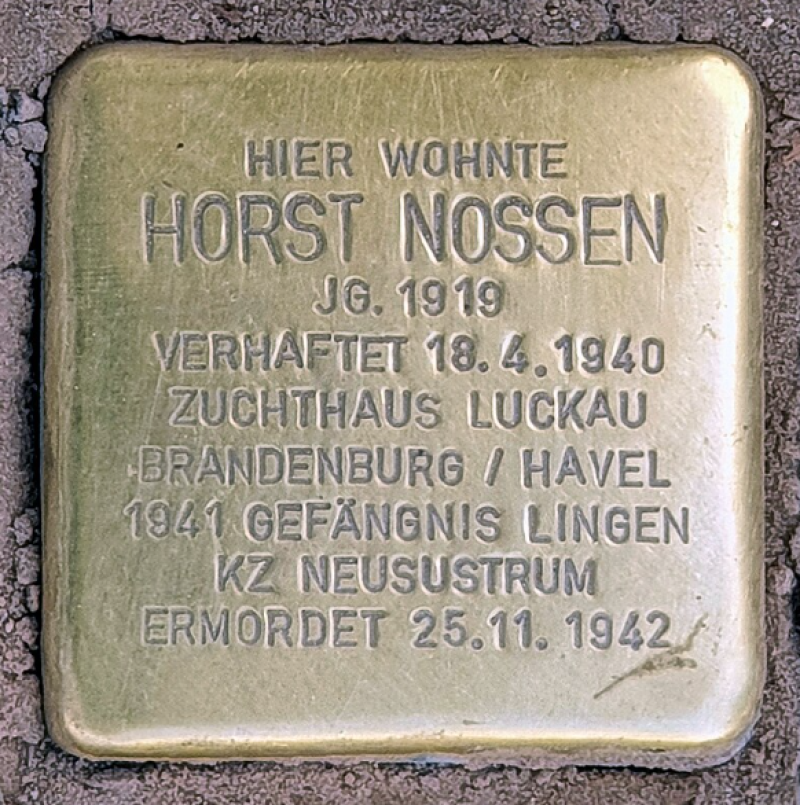 HIER WOHNTE
HORST NOSSEN
JG. 1919
VERHAFTET 18.4.1940
ZUCHTHAUS LUCKAU
BRANDENBURG / HAVEL
1941 GEFÄNGNIS LINGEN
KZ NEUSUSTRUM
ERMORDET 25.11.1942